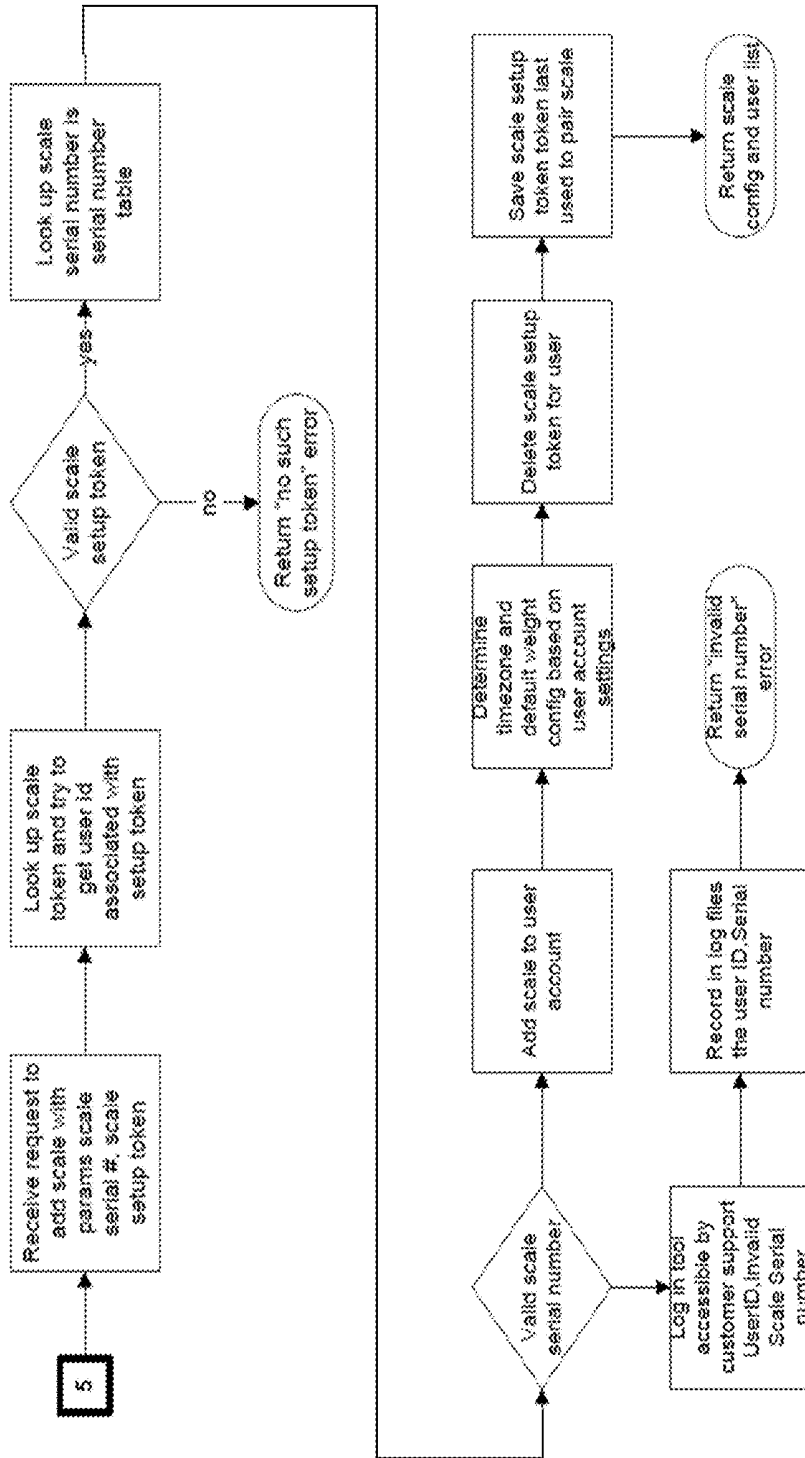 5
Receive request to
add scale with
params scale
serial #, scale
setup token
Look up scale
token and try to
get user id
associated with
setup token
Valid scale
setup token
yes
no
Return "no such
setup token" error
Look up scale
serial number is
serial number
table
Valid scale
serial number
Add scale to user
account
Determine
timezone and
default weight
config based on
user account
settings
Delete scale setup
token for user
Save scale setup
token token last
used to pair scale
Return scale
config and user list
Log in tool
accessible by
customer support
UserID,Invalid
Scale Serial
number
Record in log files
the user ID,Serial
number
Return "invalid
serial number"
error